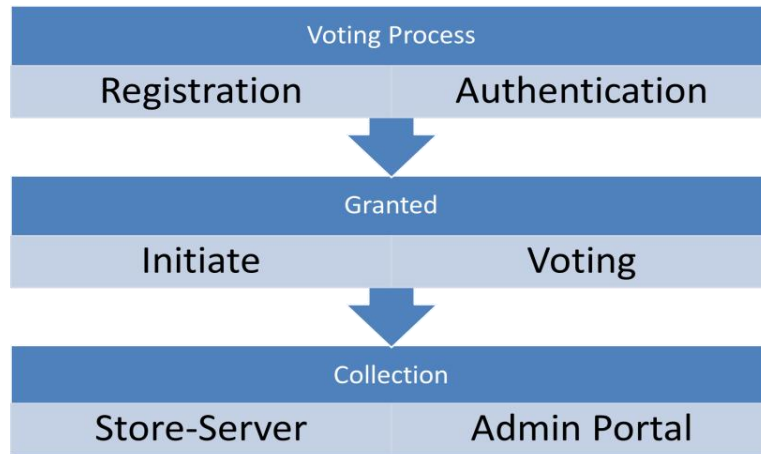 Voting Process
Registration Authentication
Granted
Initiate Voting
Collection
Store-Server Admin Portal